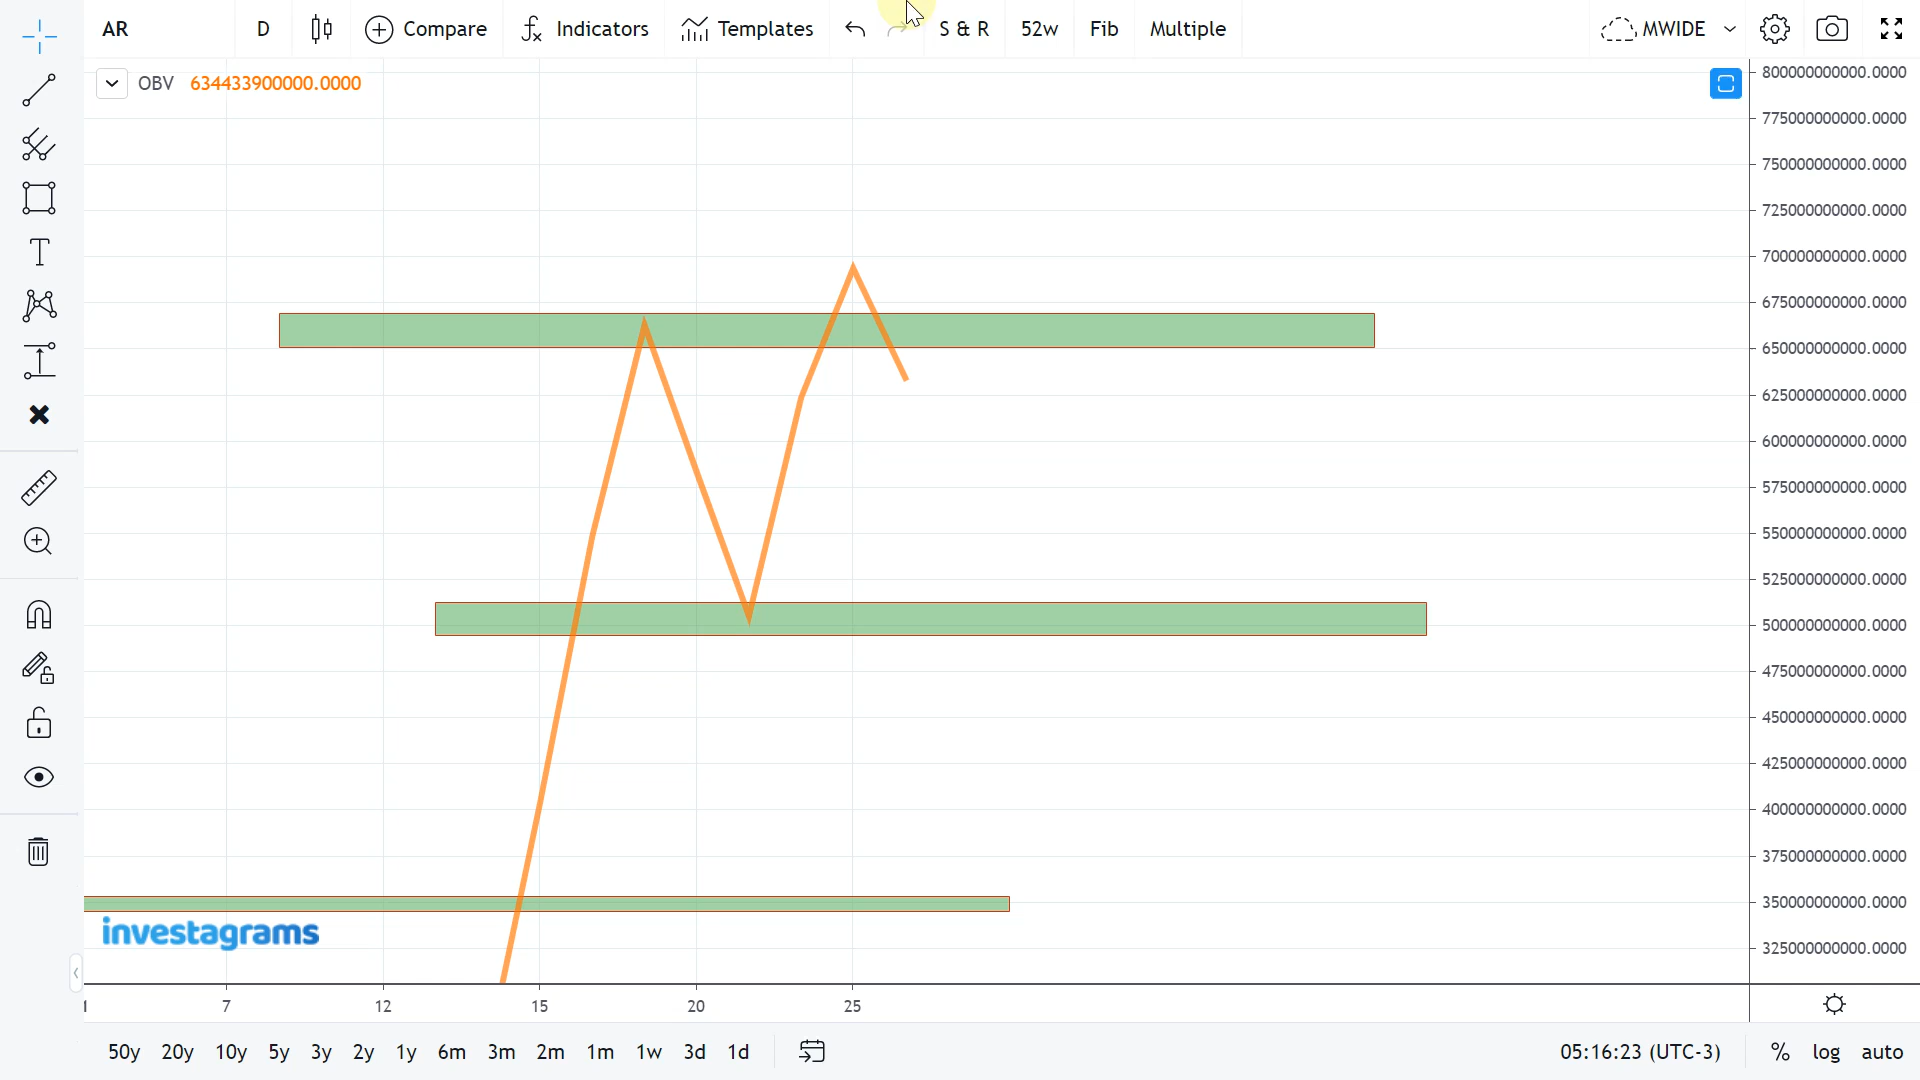 AR
D
Compare
Indicators
Templates
S & R
52w
Fib
Multiple
MWIDE
OBV 634433900000.0000
800000000000.0000
775000000000.0000
750000000000.0000
725000000000.0000
700000000000.0000
675000000000.0000
650000000000.0000
625000000000.0000
600000000000.0000
575000000000.0000
550000000000.0000
525000000000.0000
500000000000.0000
475000000000.0000
450000000000.0000
425000000000.0000
400000000000.0000
375000000000.0000
350000000000.0000
325000000000.0000
investagrams
7 12 15 20 25
50y 20y 10y 5y 3y 2y 1y 6m 3m 2m 1m 1w 3d 1d
05:16:23 (UTC-3)
% log auto